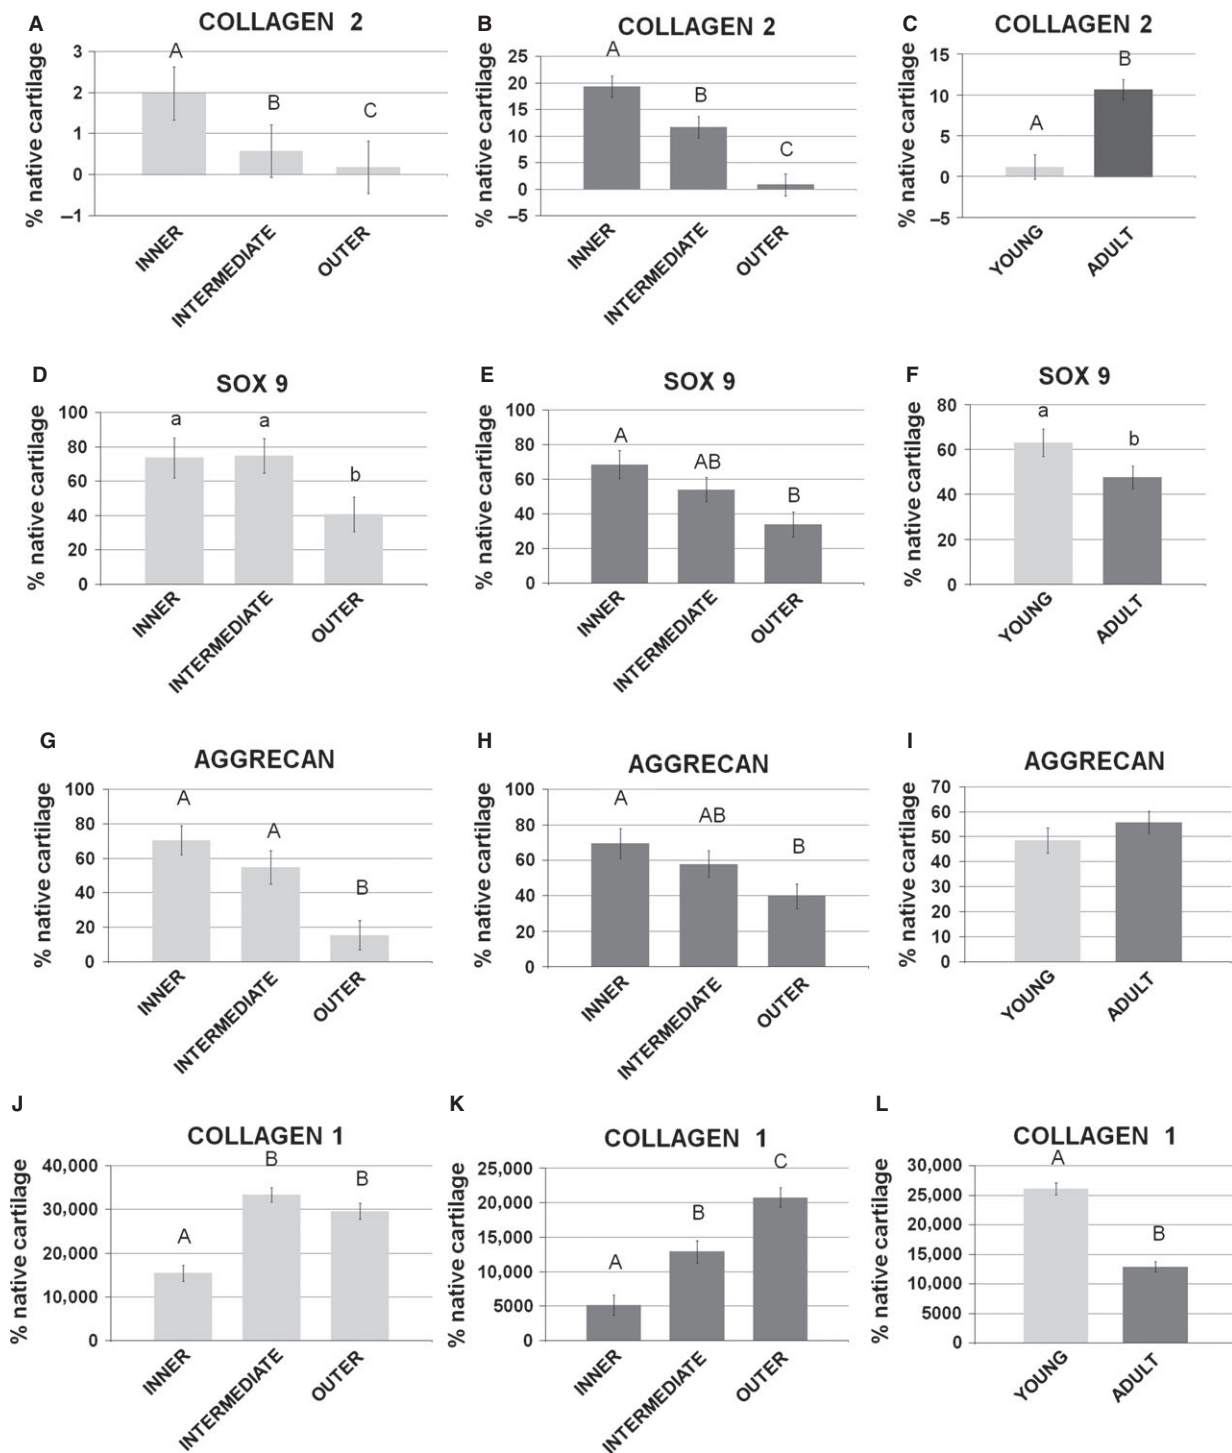 A
COLLAGEN 2
% native cartilage
3
2
1
0
–1
A
B
C
INNER
INTERMEDIATE
OUTER
B
COLLAGEN 2
% native cartilage
25
20
15
10
5
0
–5
A
B
C
INNER
INTERMEDIATE
OUTER
C
COLLAGEN 2
% native cartilage
15
10
5
0
–5
A
B
YOUNG
ADULT
D
SOX 9
% native cartilage
100
80
60
40
20
0
a
a
b
INNER
INTERMEDIATE
OUTER
E
SOX 9
% native cartilage
100
80
60
40
20
0
A
AB
B
INNER
INTERMEDIATE
OUTER
F
SOX 9
% native cartilage
80
60
40
20
0
a
b
YOUNG
ADULT
G
AGGRECAN
% native cartilage
100
80
60
40
20
0
A
A
B
INNER
INTERMEDIATE
OUTER
H
AGGRECAN
% native cartilage
100
80
60
40
20
0
A
AB
B
INNER
INTERMEDIATE
OUTER
I
AGGRECAN
% native cartilage
70
60
50
40
30
20
10
0
YOUNG
ADULT
J
COLLAGEN 1
% native cartilage
40,000
30,000
20,000
10,000
0
A
B
B
INNER
INTERMEDIATE
OUTER
K
COLLAGEN 1
% native cartilage
25,000
20,000
15,000
10,000
5000
0
A
B
C
INNER
INTERMEDIATE
OUTER
L
COLLAGEN 1
% native cartilage
30,000
25,000
20,000
15,000
10,000
5000
0
A
B
YOUNG
ADULT